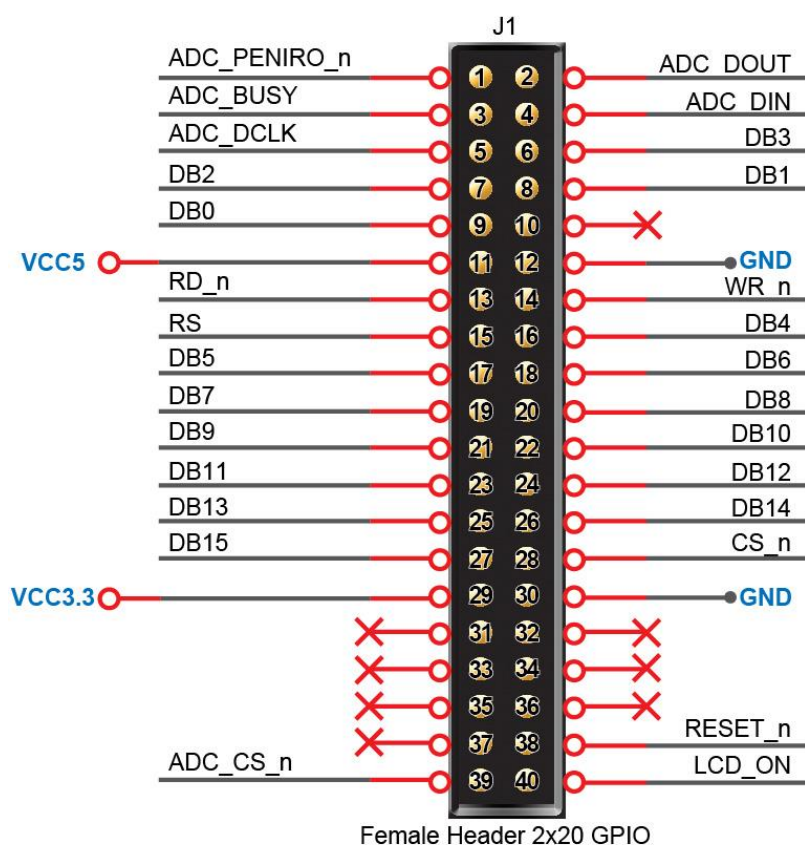 J1
ADC_PENIRO_n 1 2 ADC_DOUT
ADC_BUSY 3 4 ADC_DIN
ADC_DCLK 5 6 DB3
DB2 7 8 DB1
DB0 9 10
VCC5 11 12 GND
RD_n 13 14 WR_n
RS 15 16 DB4
DB5 17 18 DB6
DB7 19 20 DB8
DB9 21 22 DB10
DB11 23 24 DB12
DB13 25 26 DB14
DB15 27 28 CS_n
VCC3.3 29 30 GND
31 32
33 34
35 36
37 38 RESET_n
ADC_CS_n 39 40 LCD_ON
Female Header 2x20 GPIO